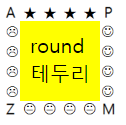 A ★ ★ ★ ★ P
☹ ☺
☹ round ☺
☹ 테두리 ☺
☹ ☺
Z 😐 😐 😐 😐 M